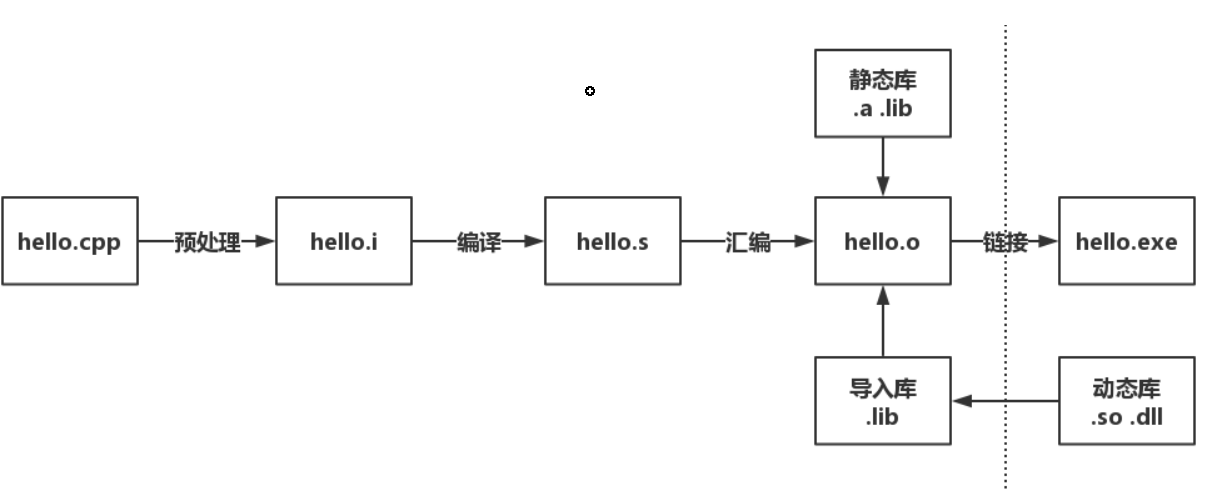 静态库
.a .lib
hello.cpp
预处理
hello.i
编译
hello.s
汇编
hello.o
链接
hello.exe
导入库
.lib
动态库
.so .dll